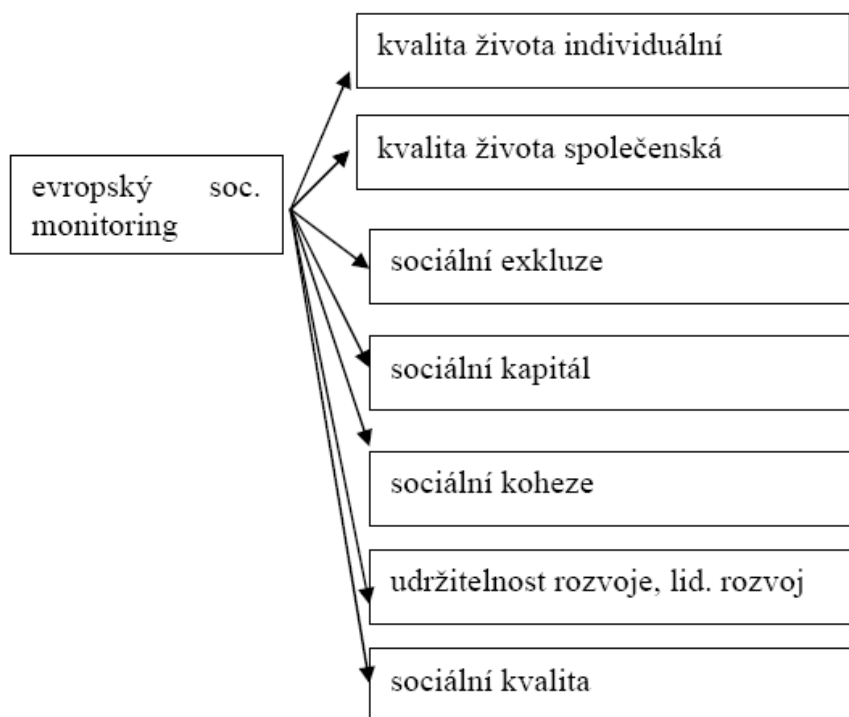 kvalita života individuální
kvalita života společenská
evropský soc.
monitoring
sociální exkluze
sociální kapitál
sociální koheze
udržitelnost rozvoje, lid. rozvoj
sociální kvalita